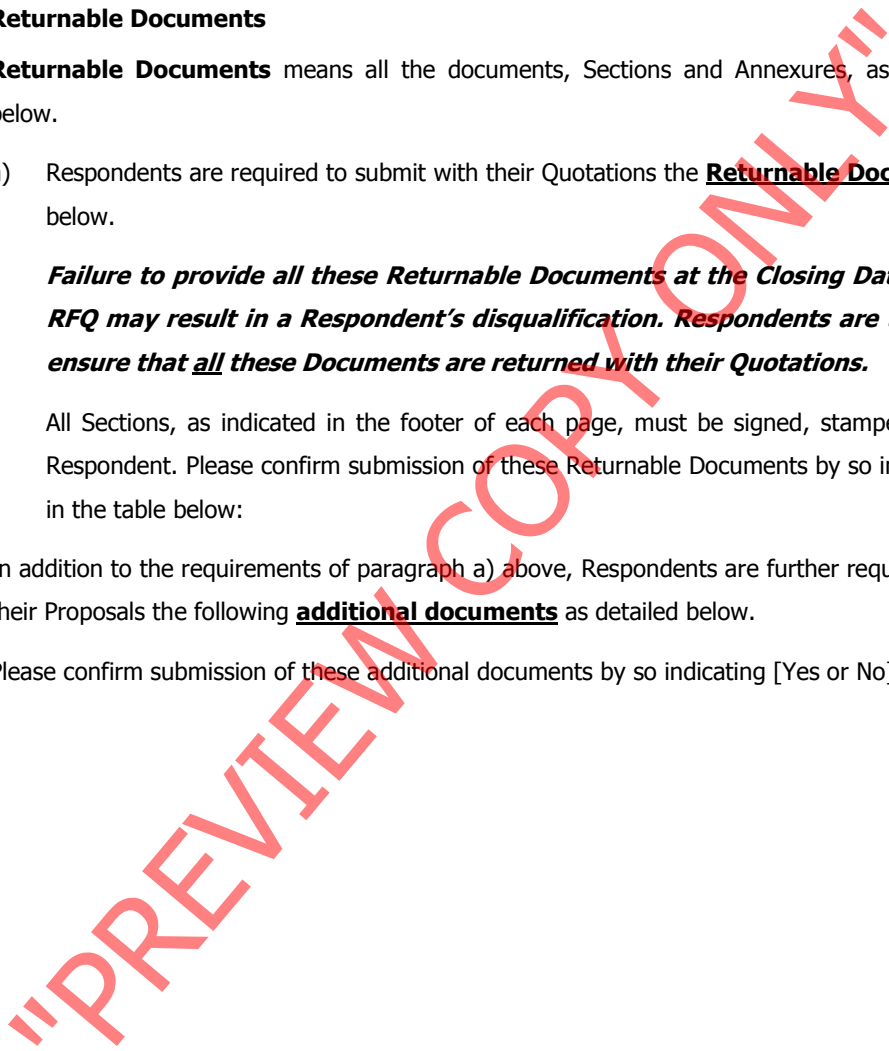 Returnable Documents
Returnable Documents means all the documents, Sections and Annexures, as
below.
) Respondents are required to submit with their Quotations the Returnable Doc
below.
Failure to provide all these Returnable Documents at the Closing Dat
RFQ may result in a Respondent's disqualification. Respondents are
ensure that all these Documents are returned with their Quotations.
All Sections, as indicated in the footer of each page, must be signed, stampe
Respondent. Please confirm submission of these Returnable Documents by so in
in the table below:
n addition to the requirements of paragraph a) above, Respondents are further requ
their Proposals the following additional documents as detailed below.
Please confirm submission of these additional documents by so indicating [Yes or No]
"PREVIEW COPY ONLY"